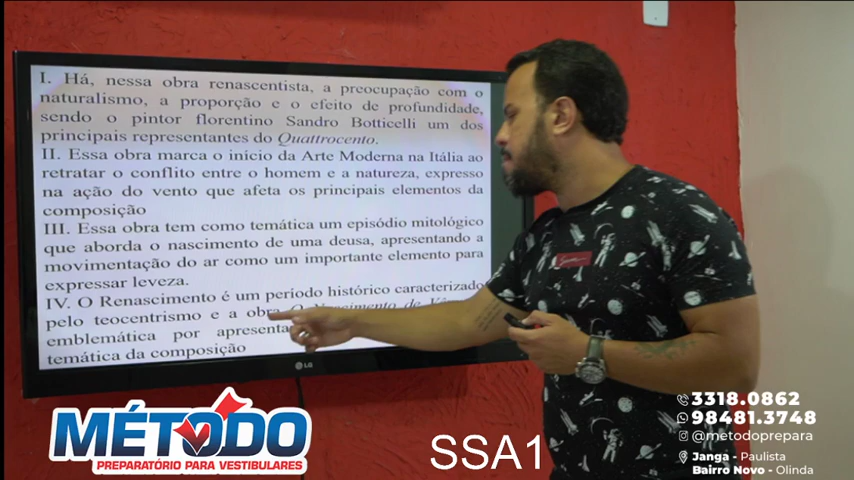 I. Há, nessa obra renascentista, a preocupação com o
naturalismo, a proporção e o efeito de profundidade,
sendo o pintor florentino Sandro Botticelli um dos
principais representantes do Quattrocento.
II. Essa obra marca o início da Arte Moderna na Itália ao
retratar o conflito entre o homem e a natureza, expresso
na ação do vento que afeta os principais elementos da
composição
III. Essa obra tem como temática um episódio mitológico
que aborda o nascimento de uma deusa, apresentando a
movimentação do ar como um importante elemento para
expressar leveza.
IV. O Renascimento é um período histórico caracterizado
pelo teocentrismo e a obra O Nascimento de
emblemática por
temática da composição
LG
MÉTODO
PREPARATÓRIO PARA VESTIBULARES
SSA1
3318.0862
98481.3748
@metodoprepara
Janga - Paulista
Bairro Novo - Olinda